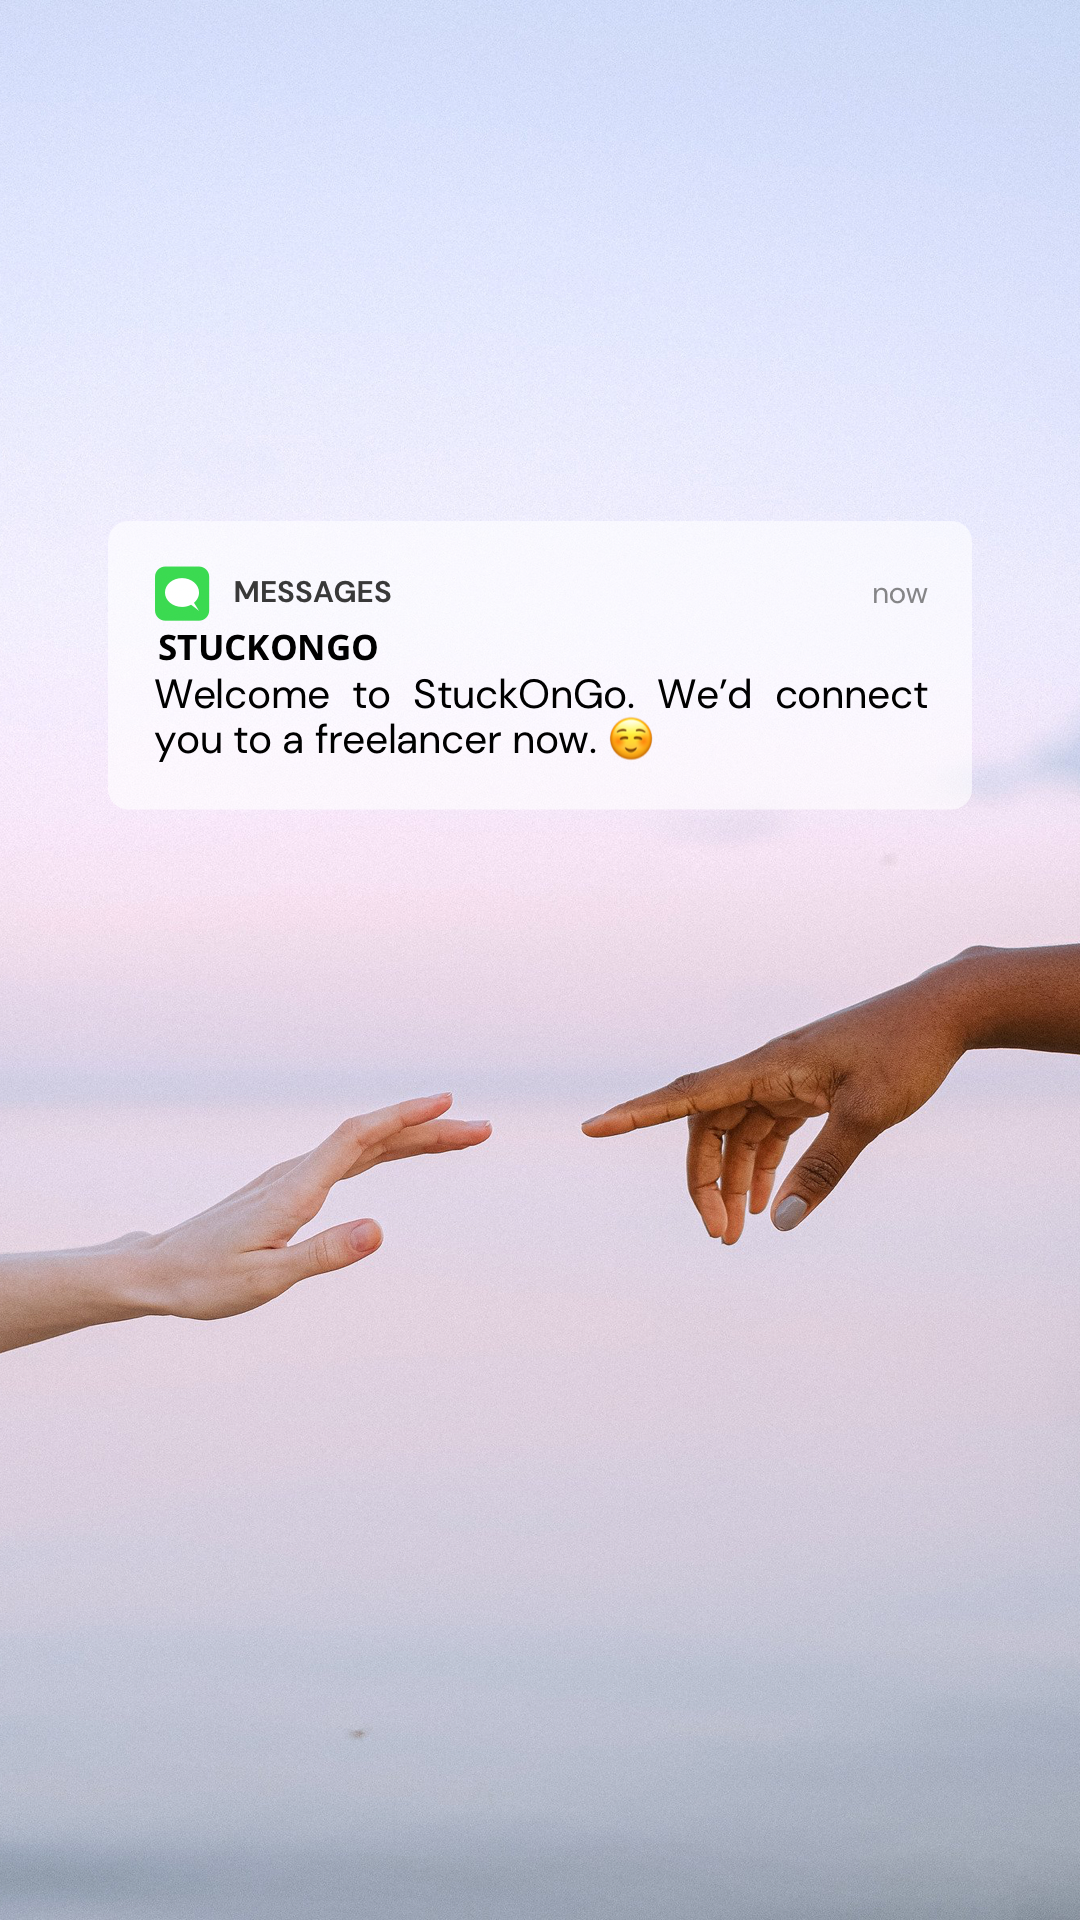 MESSAGES
now
STUCKONGO
Welcome to StuckOnGo. We’d connect
you to a freelancer now. ☺️